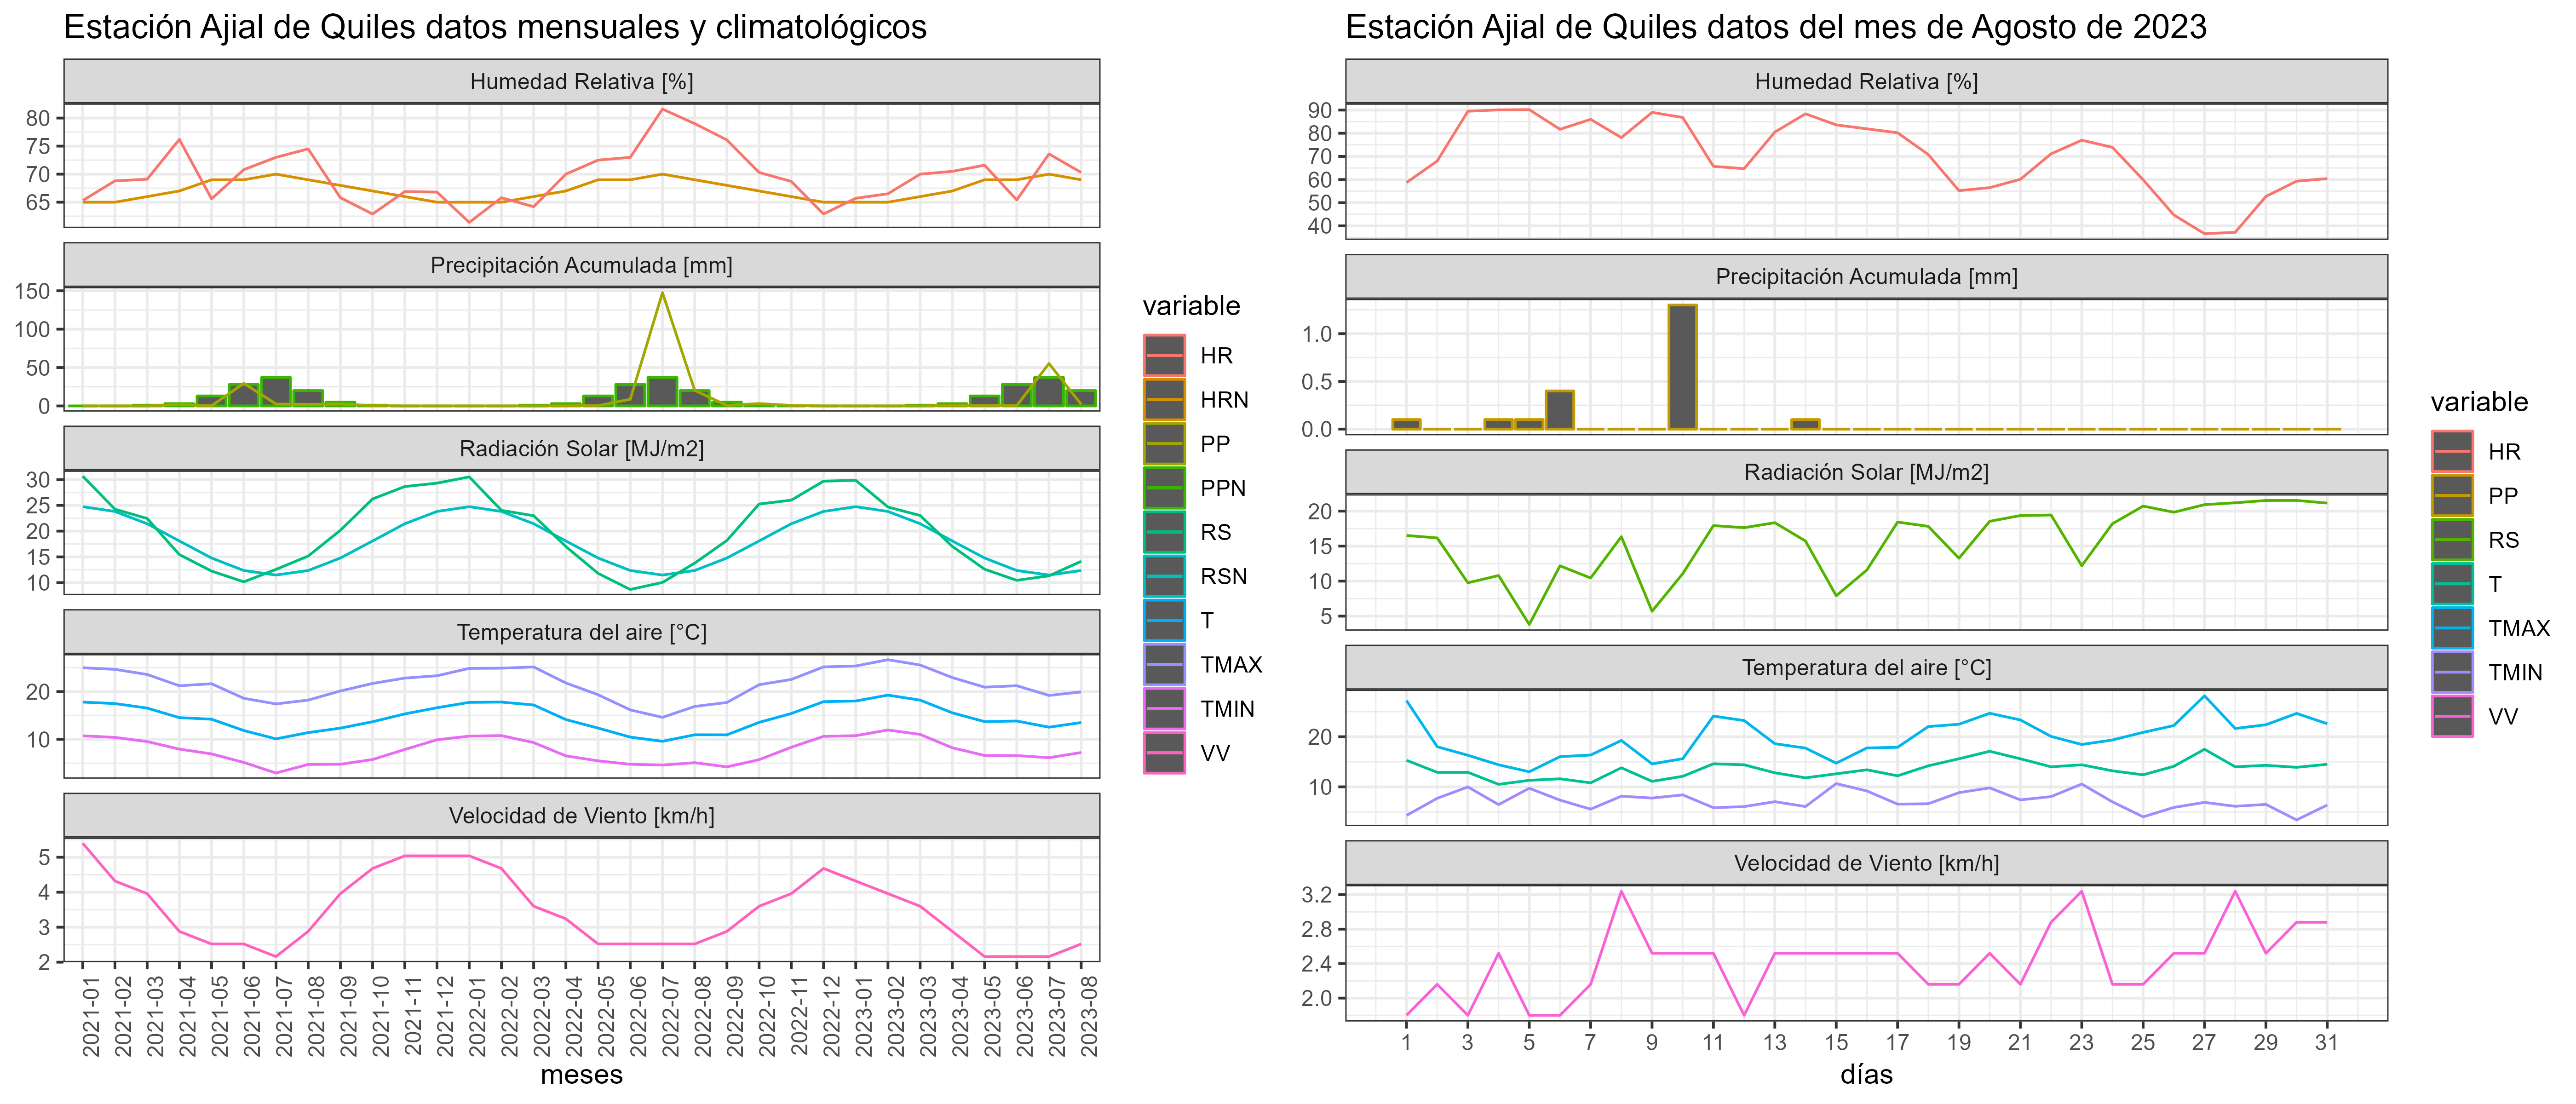 Estación Ajial de Quiles datos mensuales y climatológicos
Humedad Relativa [%]
80
75
70
65
Precipitación Acumulada [mm]
150
100
50
0
Radiación Solar [MJ/m2]
30
25
20
15
10
Temperatura del aire [°C]
20
10
Velocidad de Viento [km/h]
5
4
3
2
2021-01
2021-02
2021-03
2021-04
2021-05
2021-06
2021-07
2021-08
2021-09
2021-10
2021-11
2021-12
2022-01
2022-02
2022-03
2022-04
2022-05
2022-06
2022-07
2022-08
2022-09
2022-10
2022-11
2022-12
2023-01
2023-02
2023-03
2023-04
2023-05
2023-06
2023-07
2023-08
meses
variable
HR
HRN
PP
PPN
RS
RSN
T
TMAX
TMIN
VV
Estación Ajial de Quiles datos del mes de Agosto de 2023
Humedad Relativa [%]
90
80
70
60
50
40
Precipitación Acumulada [mm]
1.0
0.5
0.0
Radiación Solar [MJ/m2]
20
15
10
5
Temperatura del aire [°C]
20
10
Velocidad de Viento [km/h]
3.2
2.8
2.4
2.0
1 3 5 7 9 11 13 15 17 19 21 23 25 27 29 31
días
variable
HR
PP
RS
T
TMAX
TMIN
VV